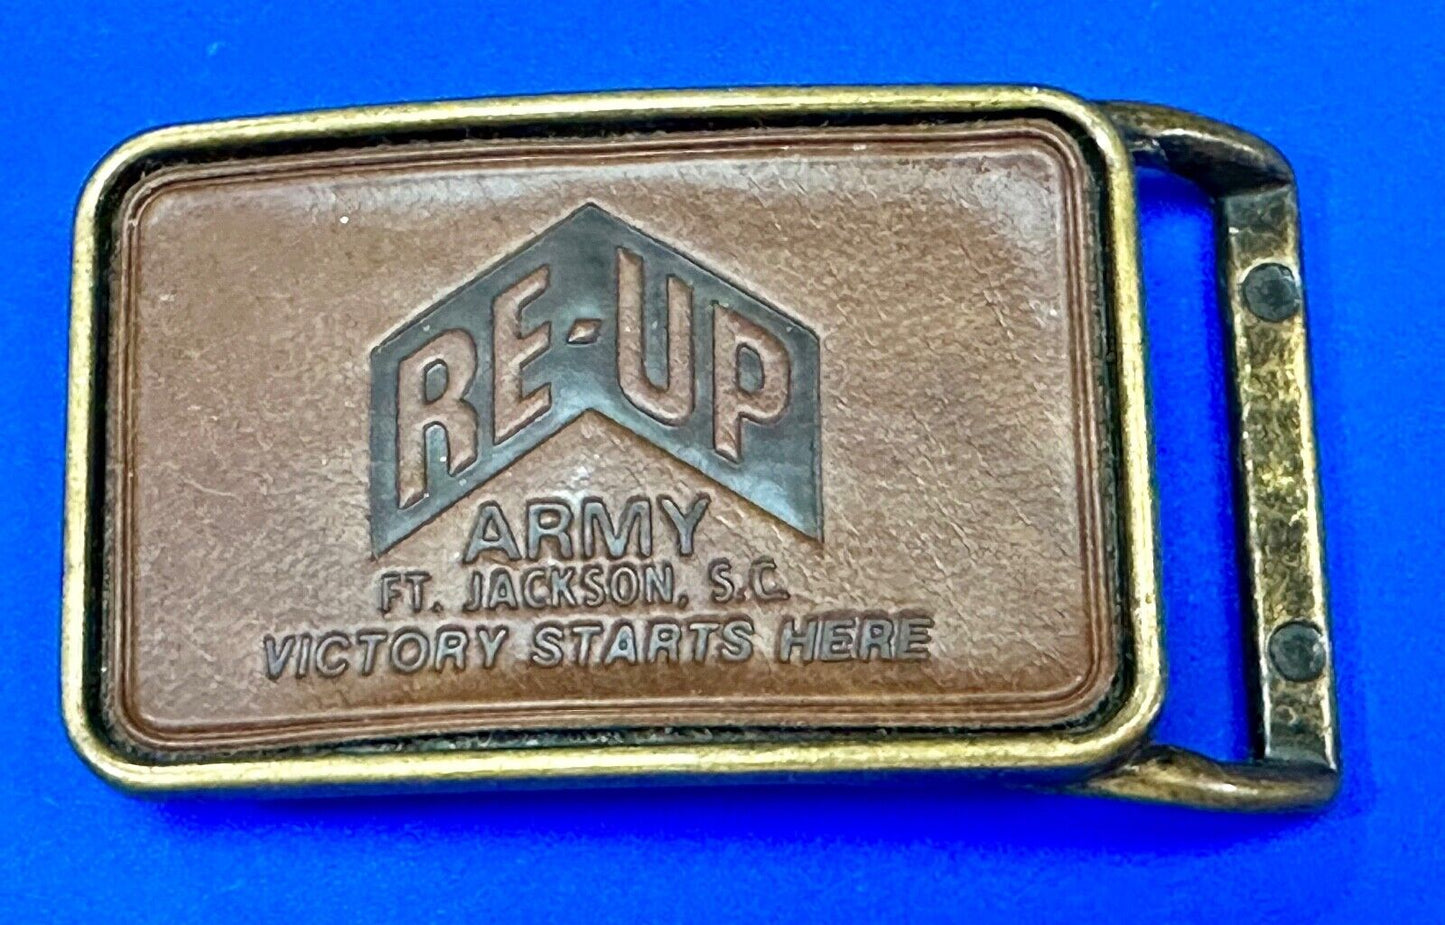 RE-UP
ARMY
FT. JACKSON, S.C.
VICTORY STARTS HERE